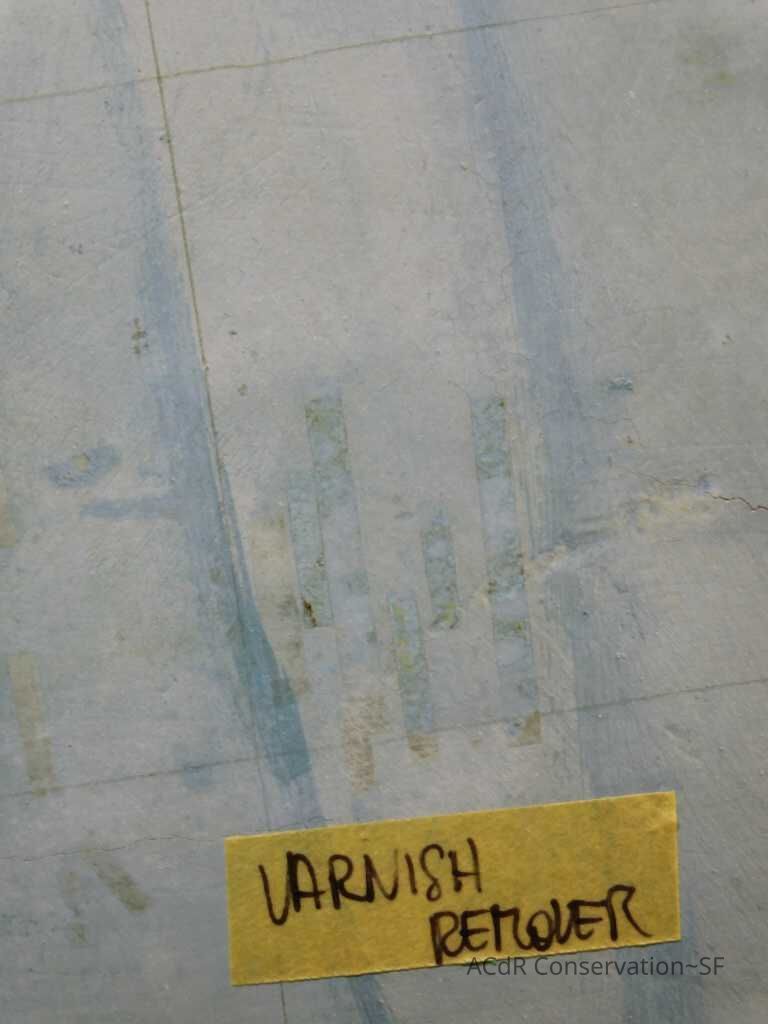 VARNISH
REMOVER
ACdR Conservation~SF